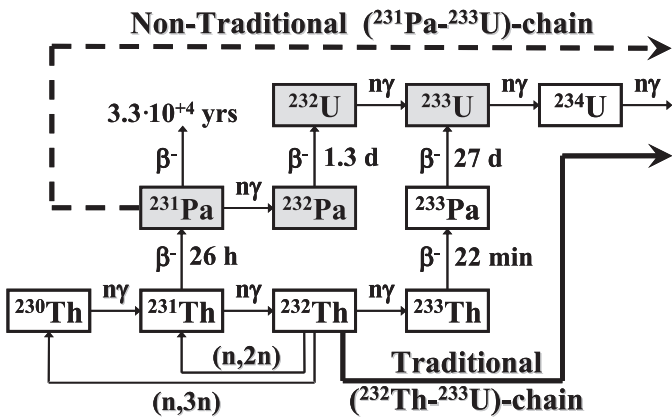 Non-Traditional (²³¹Pa-²³³U)-chain
²³²U nγ ²³³U nγ ²³⁴U nγ
3.3·10⁺⁴ yrs
β⁻ β⁻ 1.3 d β⁻ 27 d
²³¹Pa nγ ²³²Pa ²³³Pa
β⁻ 26 h β⁻ 22 min
²³⁰Th nγ ²³¹Th nγ ²³²Th nγ ²³³Th
(n,2n)
Traditional
(n,3n) (²³²Th-²³³U)-chain